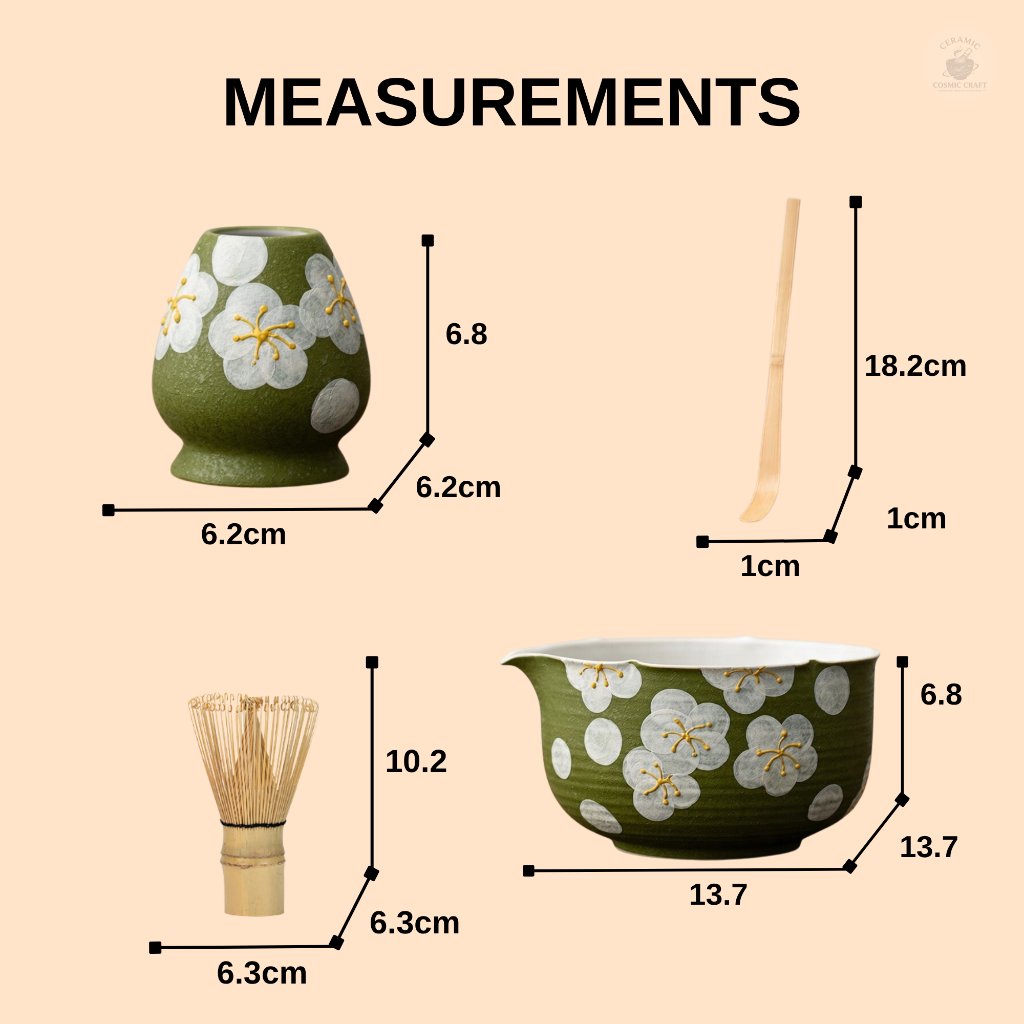 CERAMIC
COSMIC CRAFT
MEASUREMENTS
6.8
6.2cm
6.2cm
18.2cm
1cm
1cm
10.2
6.3cm
6.3cm
6.8
13.7
13.7